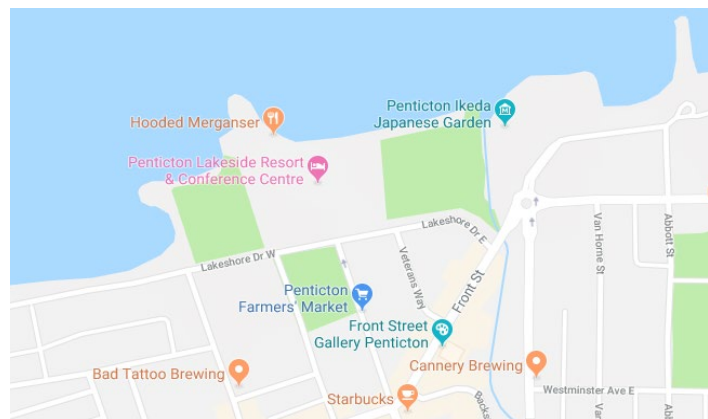 Penticton Ikeda
Japanese Garden
Hooded Merganser
Penticton Lakeside Resort
& Conference Centre
Lakeshore Dr E
Lakeshore Dr W
Van Horne St
Abbott St
Veterans Way
Front St
Penticton
Farmers' Market
Front Street
Gallery Penticton
Cannery Brewing
Bad Tattoo Brewing
Westminster Ave E
Starbucks